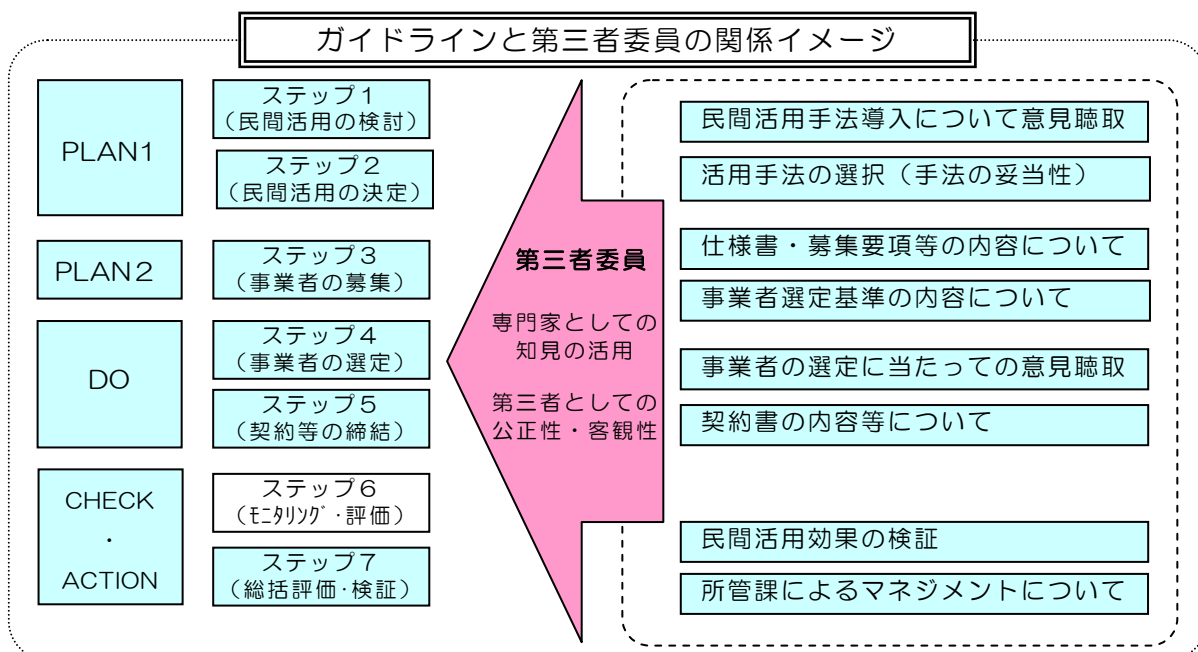 ガイドラインと第三者委員の関係イメージ
PLAN1
ステップ1
(民間活用の検討)
ステップ2
(民間活用の決定)
PLAN2
ステップ3
(事業者の募集)
DO
ステップ4
(事業者の選定)
ステップ5
(契約等の締結)
CHECK
・
ACTION
ステップ6
(ﾓﾆﾀﾘﾝｸﾞ・評価)
ステップ7
(総括評価・検証)
第三者委員
専門家としての
知見の活用
第三者としての
公正性・客観性
民間活用手法導入について意見聴取
活用手法の選択(手法の妥当性)
仕様書・募集要項等の内容について
事業者選定基準の内容について
事業者の選定に当たっての意見聴取
契約書の内容等について
民間活用効果の検証
所管課によるマネジメントについて